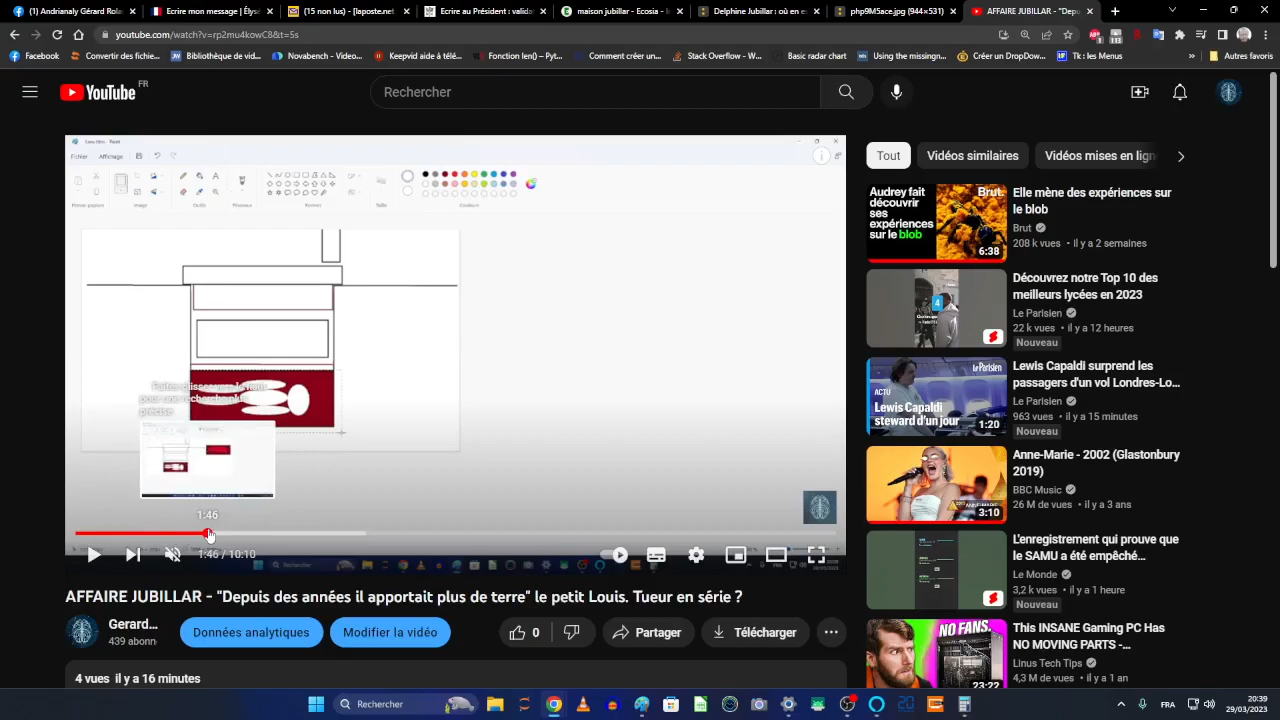 (1) Andrianaly Gérard Rola
Ecrire mon message | Élysé
(15 non lus) - [laposte.net
Ecrire au Président : valida
maison jubillar - Ecosia - I
Delphine Jubillar : où en es
php9M5ace.jpg (944×531)
AFFAIRE JUBILLAR - "Depu
youtube.com/watch?v=rp2mu4kowC8&t=5s
Facebook
Convertir des fichie...
Bibliothèque de vid...
Novabench - Video...
Keepvid aide à télé...
Fonction len() – Pyt...
Comment créer un...
Stack Overflow - W...
Basic radar chart
Using the missingn...
Créer un DropDow...
Tk : les Menus
»
Autres favoris
YouTube FR
Rechercher
Fichier Affichage
Image
Outils
Pinceaux
Formes
Taille
Couleurs
1:46
1:46 / 10:10
AFFAIRE JUBILLAR - "Depuis des années il apportait plus de terre" le petit Louis. Tueur en série ?
Gerard...
439 abonn
Données analytiques
Modifier la vidéo
0
Partager
Télécharger
4 vues il y a 16 minutes
Tout
Vidéos similaires
Vidéos mises en lign
Audrey fait
découvrir
ses
expériences
sur le blob
Brut.
6:38
Elle mène des expériences sur
le blob
Brut
208 k vues • il y a 2 semaines
Découvrez notre Top 10 des
meilleurs lycées en 2023
Le Parisien
22 k vues • il y a 12 heures
Nouveau
Le Parisien
ACTU
Lewis Capaldi
steward d'un jour
1:20
Lewis Capaldi surprend les
passagers d'un vol Londres-Lo...
Le Parisien
963 vues • il y a 15 minutes
Nouveau
3:10
Anne-Marie - 2002 (Glastonbury
2019)
BBC Music
26 M de vues • il y a 3 ans
L'enregistrement qui prouve que
le SAMU a été empêché...
Le Monde
3,2 k vues • il y a 1 heure
Nouveau
NO FANS.
23:22
This INSANE Gaming PC Has
NO MOVING PARTS -...
Linus Tech Tips
4,3 M de vues • il y a 1 an
Rechercher
FRA
20:39
29/03/2023